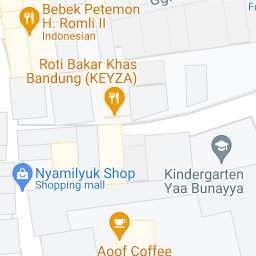 Bebek Petemon
H. Romli II
Indonesian
Roti Bakar Khas
Bandung (KEYZA)
Kindergarten
Yaa Bunayya
Nyamilyuk Shop
Shopping mall
Aoof Coffee